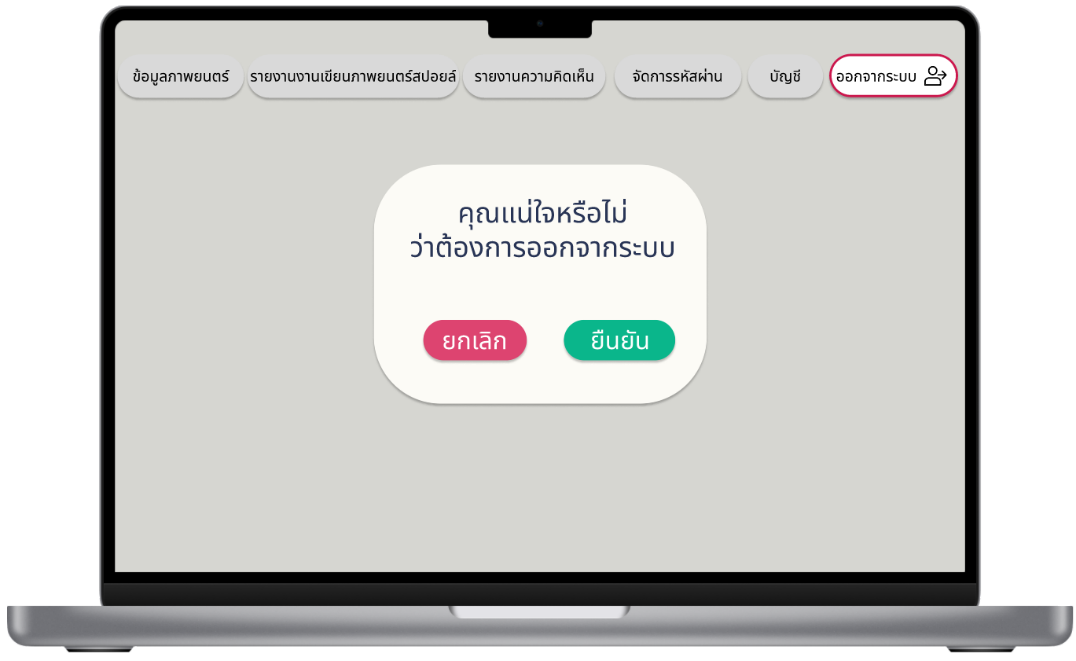 ข้อมูลภาพยนตร์ รายงานงานเขียนภาพยนตร์สปอยล์ รายงานความคิดเห็น จัดการรหัสผ่าน บัญชี ออกจากระบบ
คุณแน่ใจหรือไม่
ว่าต้องการออกจากระบบ
ยกเลิก ยืนยัน